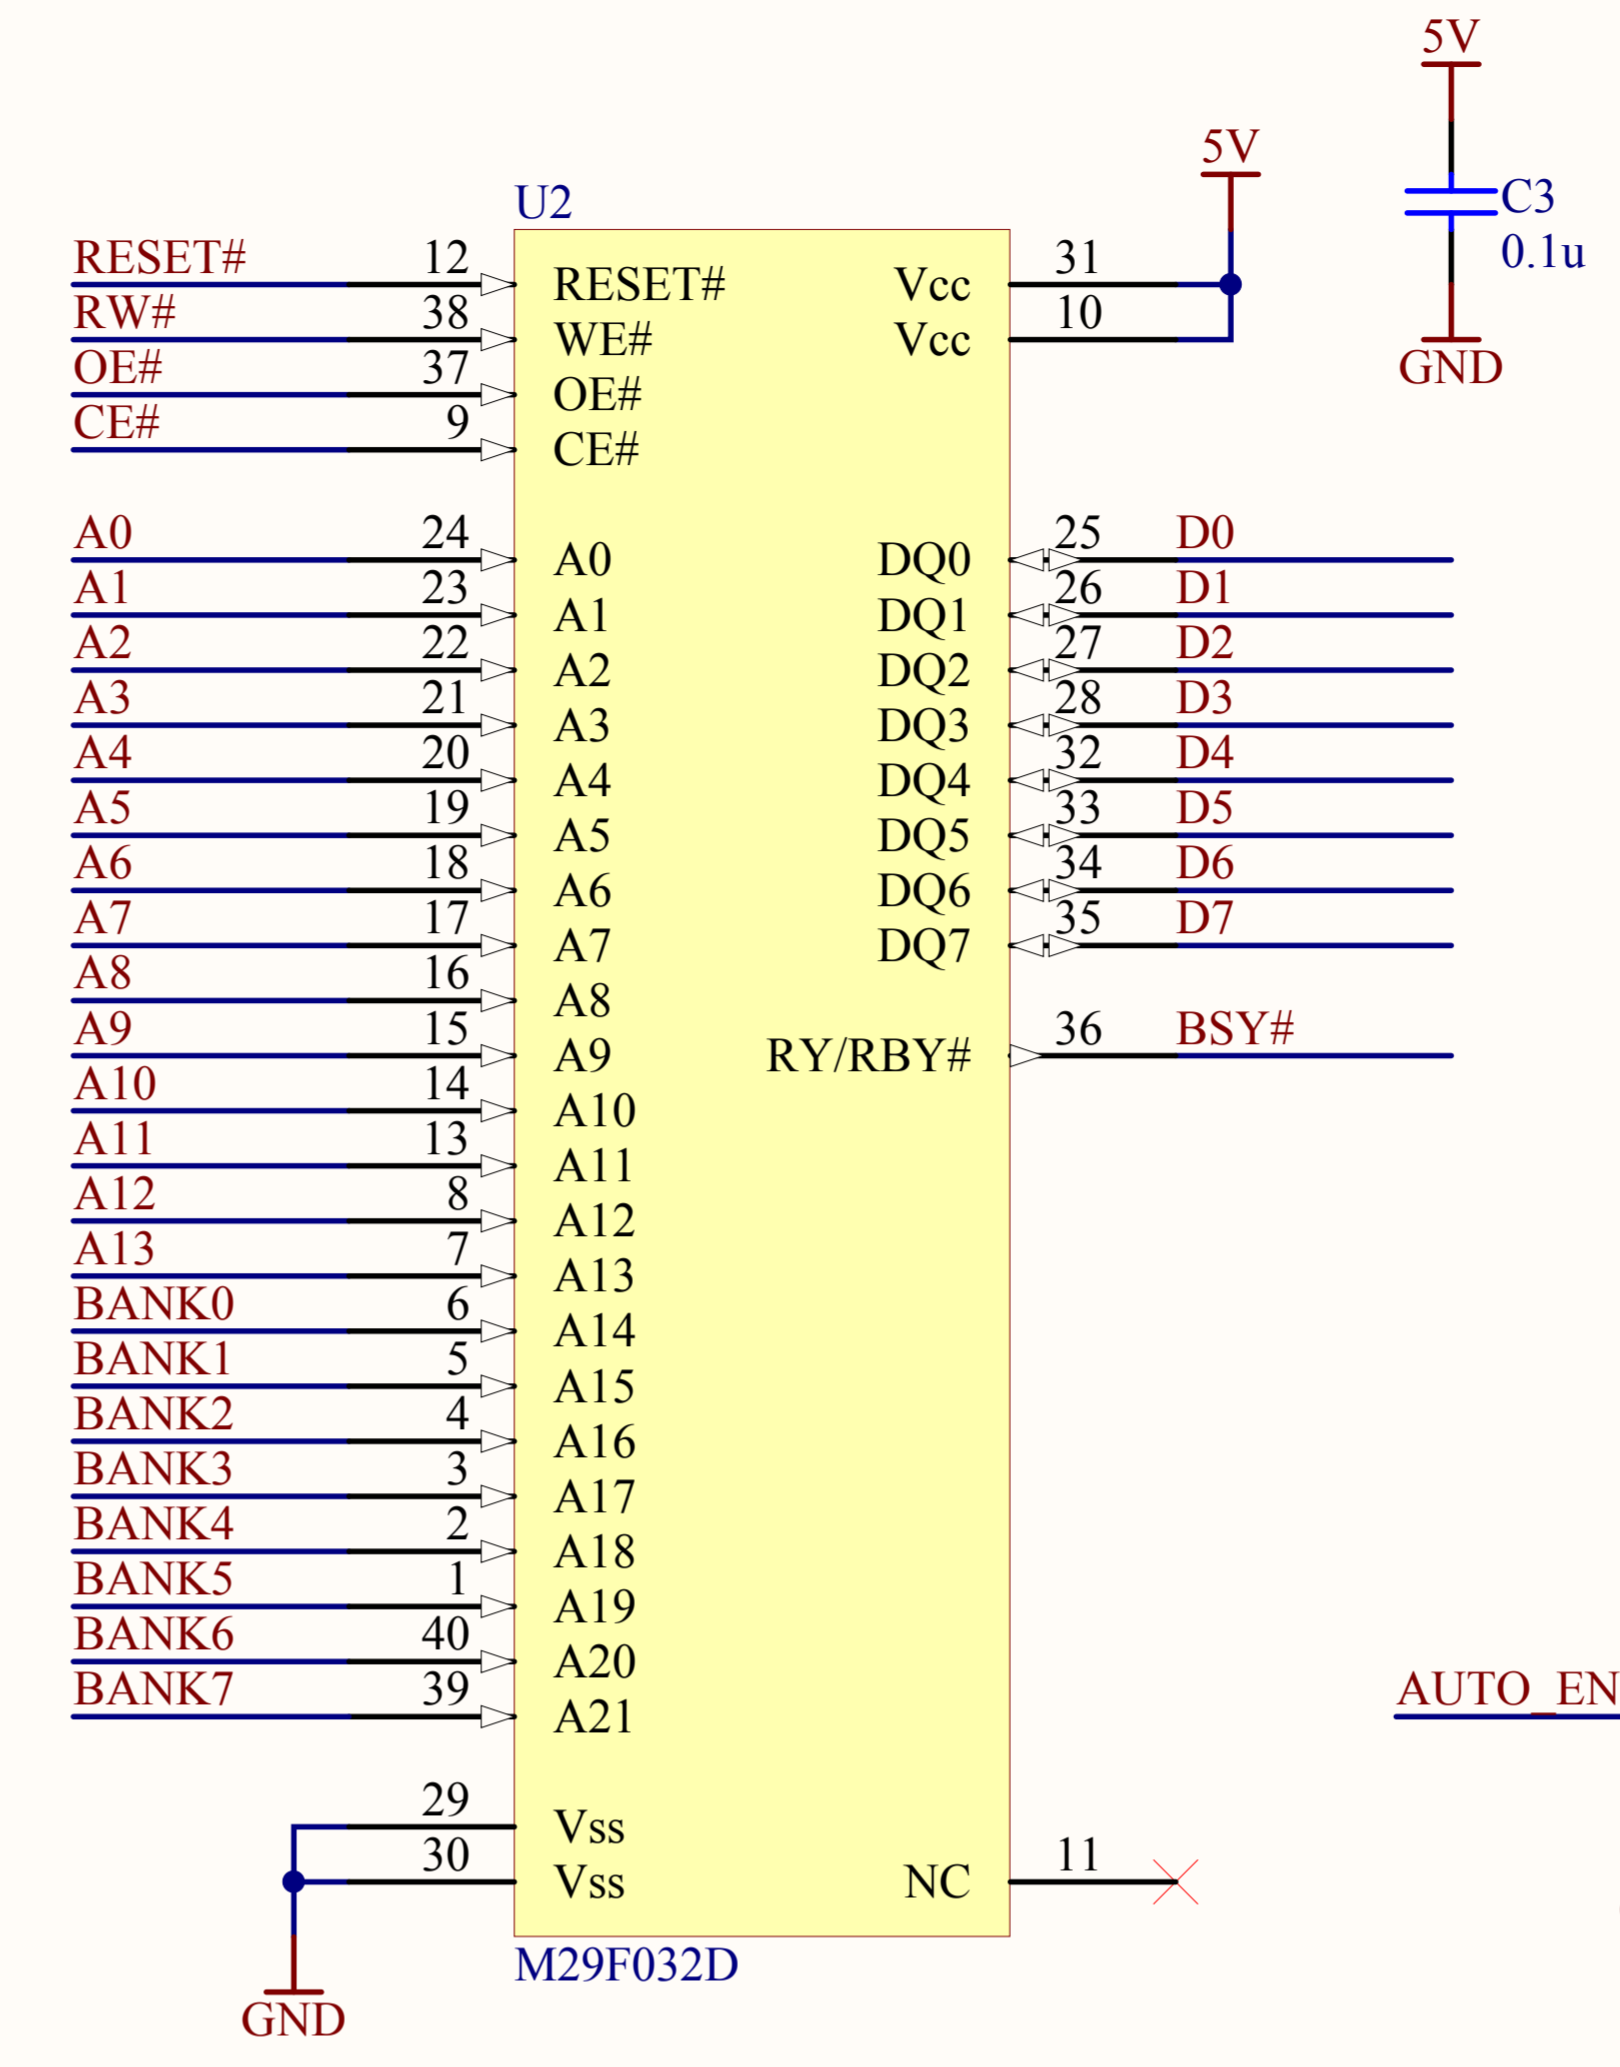 5V
5V
C3
0.1u
GND
U2
RESET# 12 RESET# Vcc 31
RW# 38 WE# Vcc 10
OE# 37 OE#
CE# 9 CE#
A0 24 A0 DQ0 25 D0
A1 23 A1 DQ1 26 D1
A2 22 A2 DQ2 27 D2
A3 21 A3 DQ3 28 D3
A4 20 A4 DQ4 32 D4
A5 19 A5 DQ5 33 D5
A6 18 A6 DQ6 34 D6
A7 17 A7 DQ7 35 D7
A8 16 A8
A9 15 A9 RY/RBY# 36 BSY#
A10 14 A10
A11 13 A11
A12 8 A12
A13 7 A13
BANK0 6 A14
BANK1 5 A15
BANK2 4 A16
BANK3 3 A17
BANK4 2 A18
BANK5 1 A19
BANK6 40 A20
BANK7 39 A21 AUTO_EN
29 Vss
30 Vss NC 11
M29F032D
GND